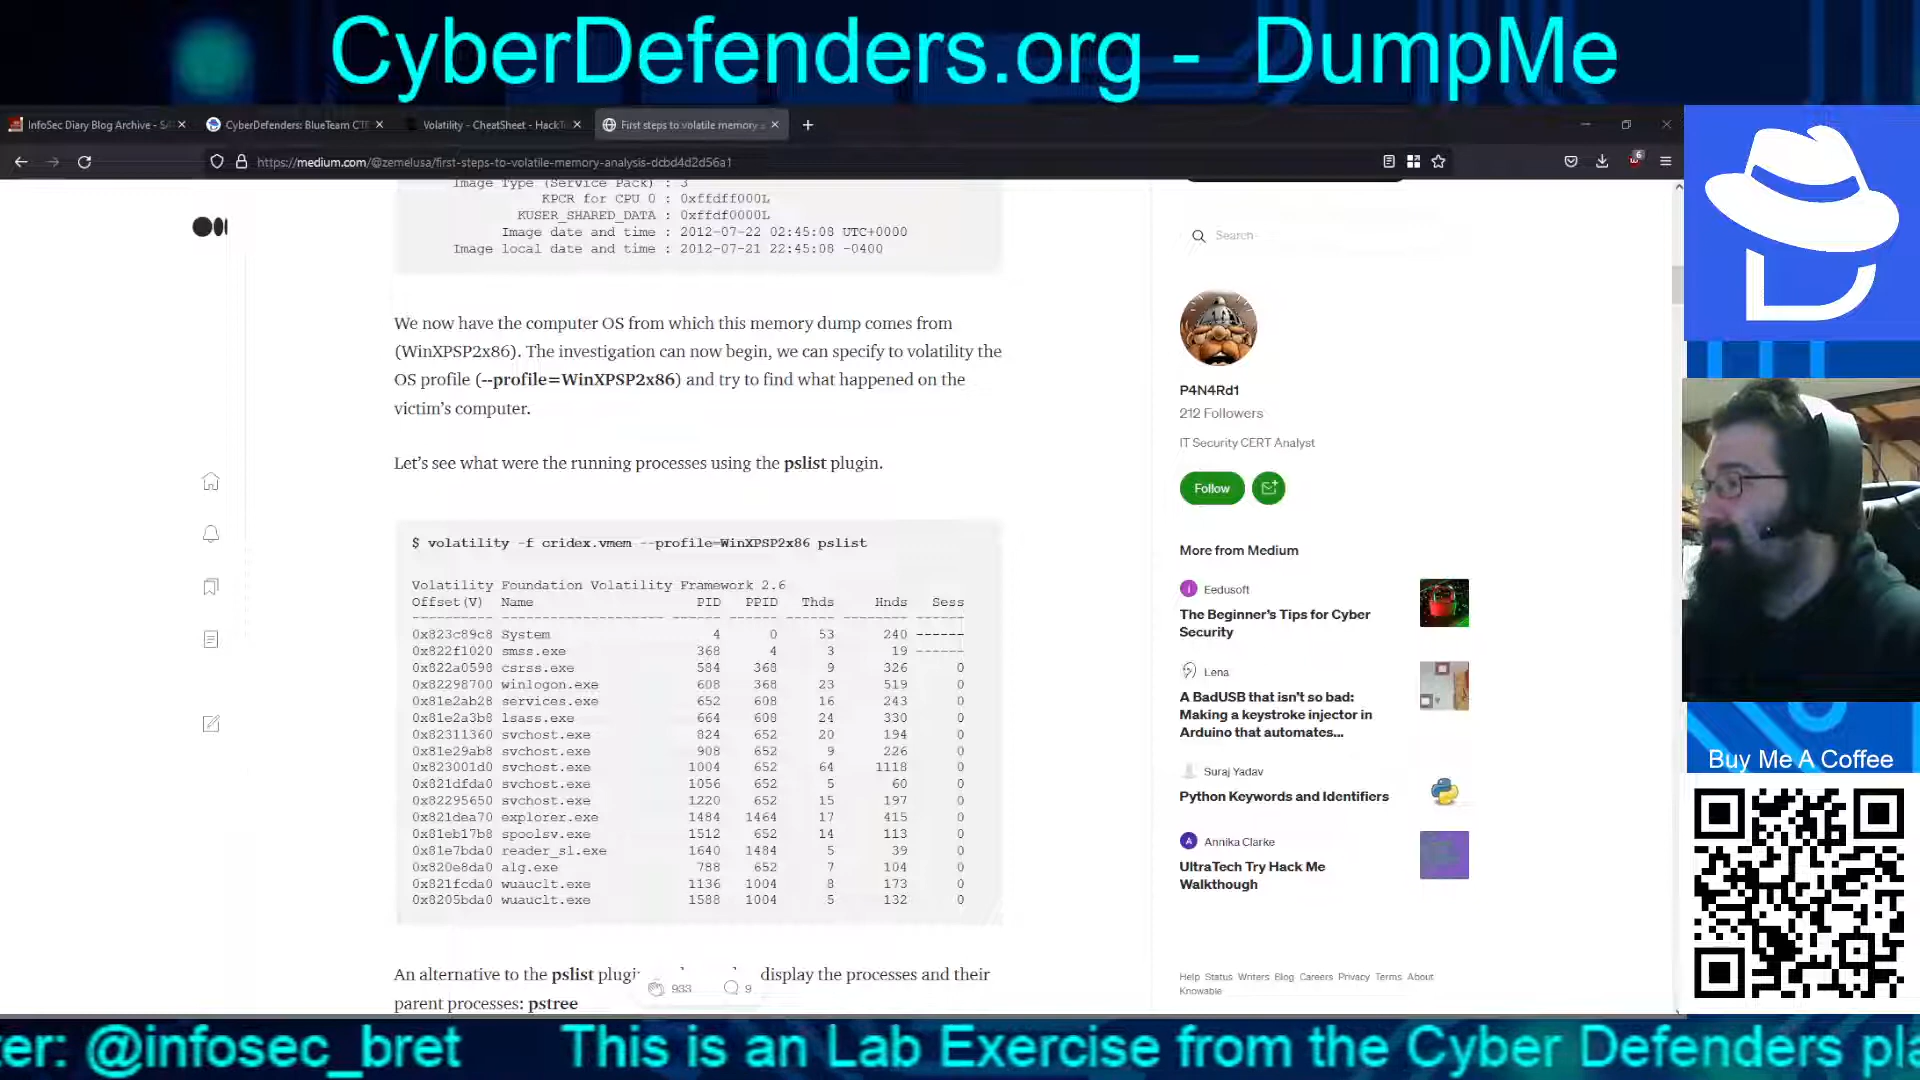 CyberDefenders.org - DumpMe
InfoSec Diary Blog Archive - SA
CyberDefenders: BlueTeam CTF
Volatility - CheatSheet - HackT
First steps to volatile memory a
https://medium.com/@zemelusa/first-steps-to-volatile-memory-analysis-dcbd4d2d56a1
6
Image Type (Service Pack) : 3
KPCR for CPU 0 : 0xffdff000L
KUSER_SHARED_DATA : 0xffdf0000L
Image date and time : 2012-07-22 02:45:08 UTC+0000
Image local date and time : 2012-07-21 22:45:08 -0400
We now have the computer OS from which this memory dump comes from
(WinXPSP2x86). The investigation can now begin, we can specify to volatility the
OS profile (--profile=WinXPSP2x86) and try to find what happened on the
victim's computer.
Let's see what were the running processes using the pslist plugin.
$ volatility -f cridex.vmem --profile=WinXPSP2x86 pslist
Volatility Foundation Volatility Framework 2.6
Offset(V) Name PID PPID Thds Hnds Sess
---------- -------------------- ------ ------ ------ -------- ------
0x823c89c8 System 4 0 53 240 ------
0x822f1020 smss.exe 368 4 3 19 ------
0x822a0598 csrss.exe 584 368 9 326 0
0x82298700 winlogon.exe 608 368 23 519 0
0x81e2ab28 services.exe 652 608 16 243 0
0x81e2a3b8 lsass.exe 664 608 24 330 0
0x82311360 svchost.exe 824 652 20 194 0
0x81e29ab8 svchost.exe 908 652 9 226 0
0x823001d0 svchost.exe 1004 652 64 1118 0
0x821dfda0 svchost.exe 1056 652 5 60 0
0x82295650 svchost.exe 1220 652 15 197 0
0x821dea70 explorer.exe 1484 1464 17 415 0
0x81eb17b8 spoolsv.exe 1512 652 14 113 0
0x81e7bda0 reader_sl.exe 1640 1484 5 39 0
0x820e8da0 alg.exe 788 652 7 104 0
0x821fcda0 wuauclt.exe 1136 1004 8 173 0
0x8205bda0 wuauclt.exe 1588 1004 5 132 0
An alternative to the pslist display the processes and their
parent processes: pstree
933
9
Search
P4N4Rd1
212 Followers
IT Security CERT Analyst
Follow
More from Medium
Eedusoft
The Beginner's Tips for Cyber
Security
Lena
A BadUSB that isn't so bad:
Making a keystroke injector in
Arduino that automates...
Suraj Yadav
Python Keywords and Identifiers
A
Annika Clarke
UltraTech Try Hack Me
Walkthough
Help Status Writers Blog Careers Privacy Terms About
Knowable
Buy Me A Coffee
er: @infosec_bret This is an Lab Exercise from the Cyber Defenders pla